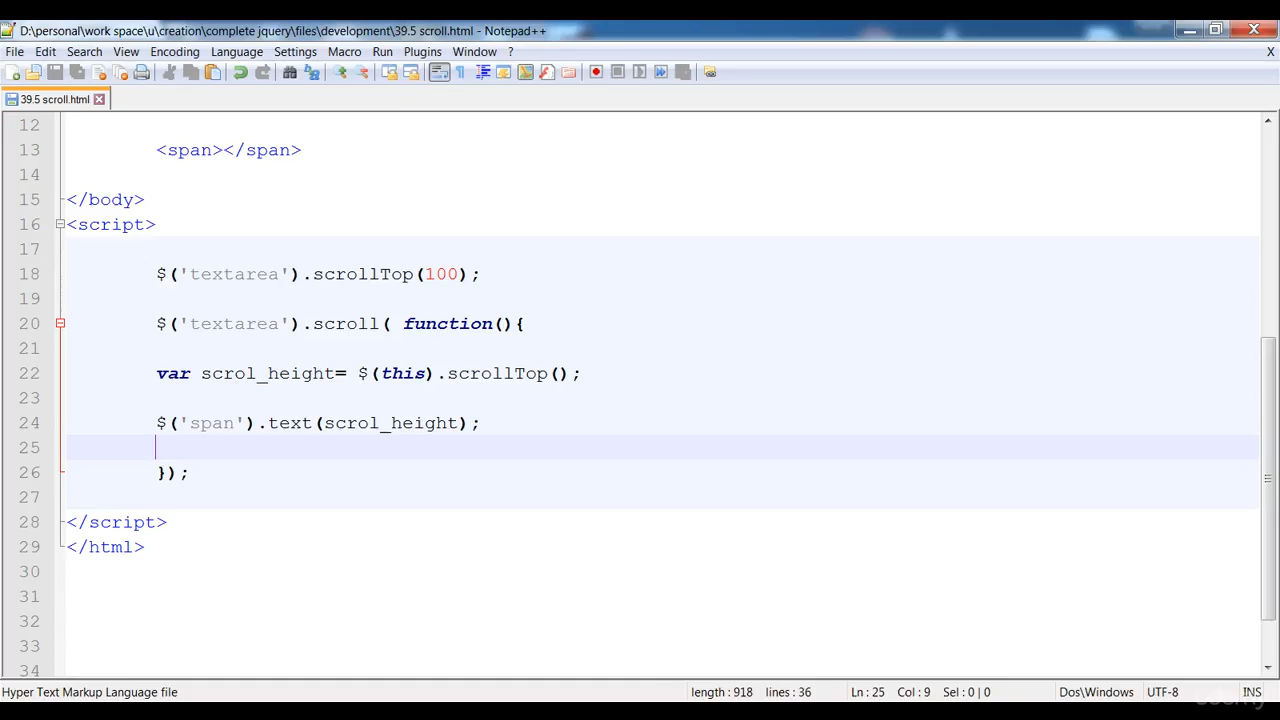 D:\personal\work space\u\creation\complete jquery\files\development\39.5 scroll.html - Notepad++
File Edit Search View Encoding Language Settings Macro Run Plugins Window ? X
39.5 scroll.html
12
13 <span></span>
14
15 </body>
16 <script>
17
18 $('textarea').scrollTop(100);
19
20 $('textarea').scroll( function(){
21
22 var scrol_height= $(this).scrollTop();
23
24 $('span').text(scrol_height);
25
26 });
27
28 </script>
29 </html>
30
31
32
33
34
Hyper Text Markup Language file length : 918 lines : 36 Ln : 25 Col : 9 Sel : 0 | 0 Dos\Windows UTF-8 INS
udemy